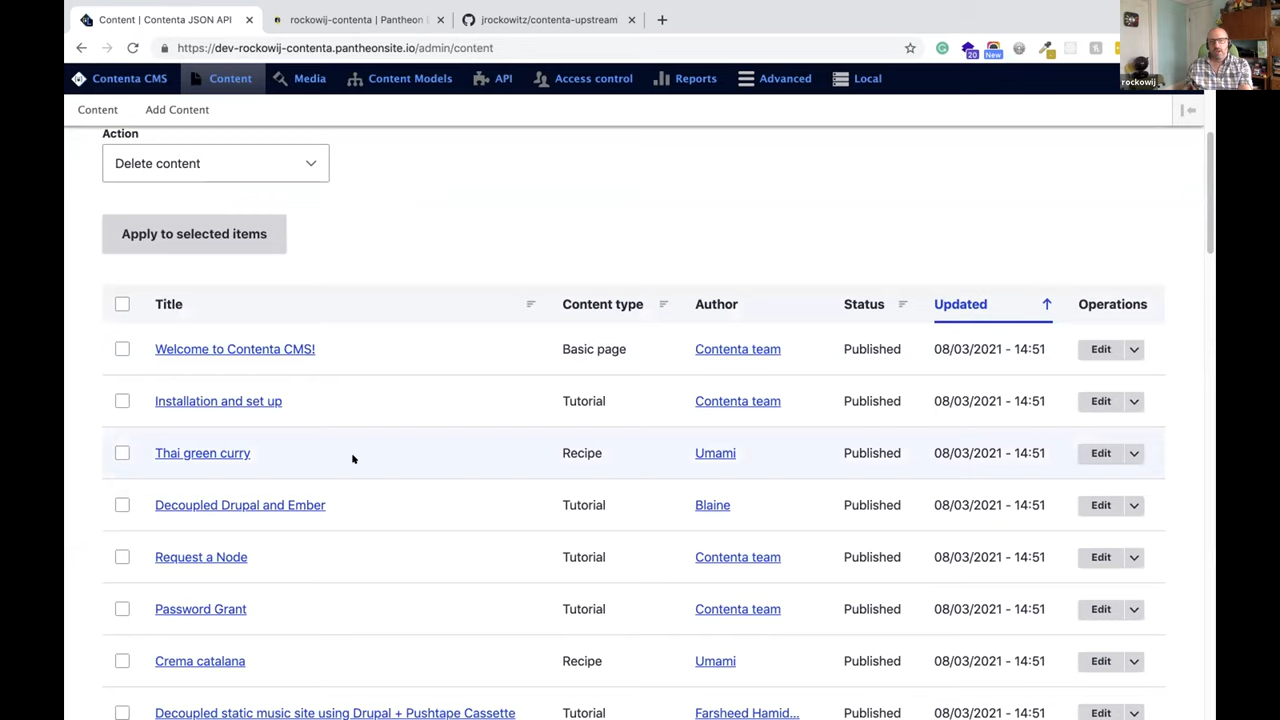 Content | Contenta JSON API
rockowij-contenta | Pantheon
jrockowitz/contenta-upstream
https://dev-rockowij-contenta.pantheonsite.io/admin/content
20
New
rockowij
Contenta CMS
Content
Media
Content Models
API
Access control
Reports
Advanced
Local
Content
Add Content
Action
Delete content
Apply to selected items
Title Content type Author Status Updated Operations
Welcome to Contenta CMS! Basic page Contenta team Published 08/03/2021 - 14:51 Edit
Installation and set up Tutorial Contenta team Published 08/03/2021 - 14:51 Edit
Thai green curry Recipe Umami Published 08/03/2021 - 14:51 Edit
Decoupled Drupal and Ember Tutorial Blaine Published 08/03/2021 - 14:51 Edit
Request a Node Tutorial Contenta team Published 08/03/2021 - 14:51 Edit
Password Grant Tutorial Contenta team Published 08/03/2021 - 14:51 Edit
Crema catalana Recipe Umami Published 08/03/2021 - 14:51 Edit
Decoupled static music site using Drupal + Pushtape Cassette Tutorial Farsheed Hamid... Published 08/03/2021 - 14:51 Edit